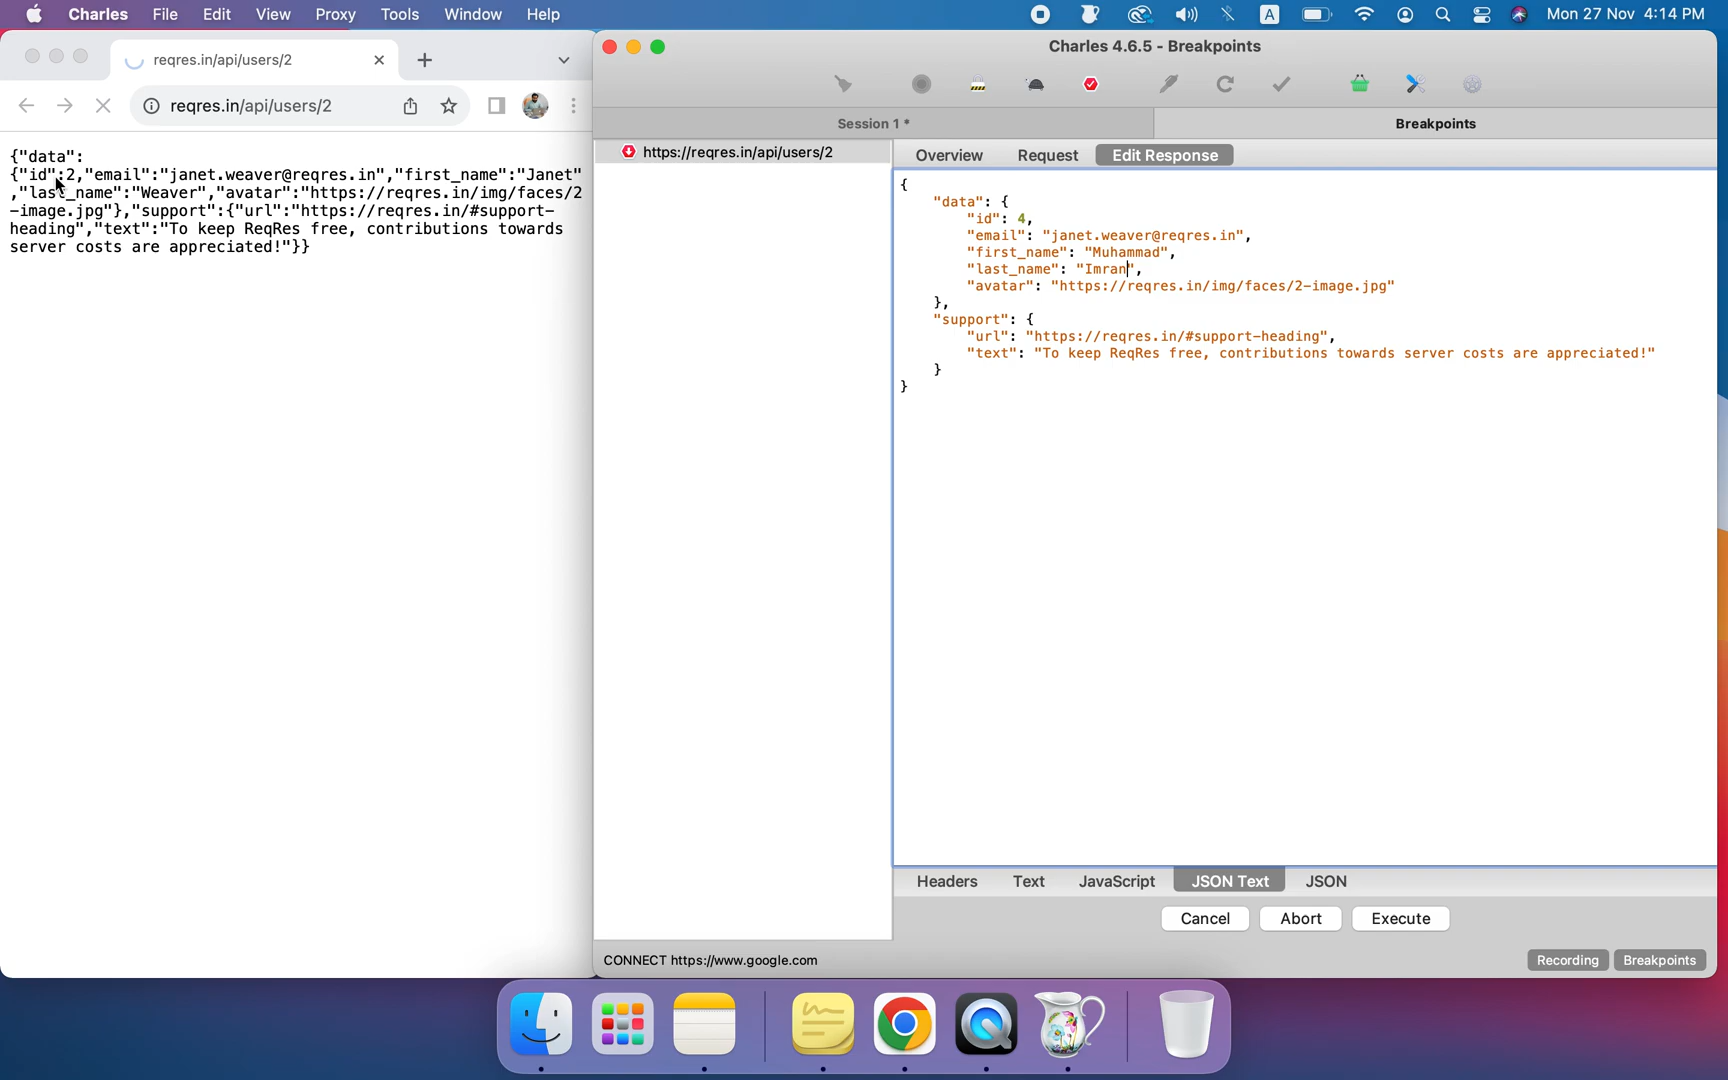 Charles File Edit View Proxy Tools Window Help
A
Mon 27 Nov 4:14 PM
reqres.in/api/users/2
reqres.in/api/users/2
{"data":
{"id":2,"email":"janet.weaver@reqres.in","first_name":"Janet"
,"last_name":"Weaver","avatar":"https://reqres.in/img/faces/2
-image.jpg"},"support":{"url":"https://reqres.in/#support-
heading","text":"To keep ReqRes free, contributions towards
server costs are appreciated!"}}
Charles 4.6.5 - Breakpoints
Session 1 *
Breakpoints
https://reqres.in/api/users/2
Overview Request Edit Response
{
"data": {
"id": 4,
"email": "janet.weaver@reqres.in",
"first_name": "Muhammad",
"last_name": "Imran",
"avatar": "https://reqres.in/img/faces/2-image.jpg"
},
"support": {
"url": "https://reqres.in/#support-heading",
"text": "To keep ReqRes free, contributions towards server costs are appreciated!"
}
}
Headers Text JavaScript JSON Text JSON
Cancel Abort Execute
CONNECT https://www.google.com
Recording Breakpoints